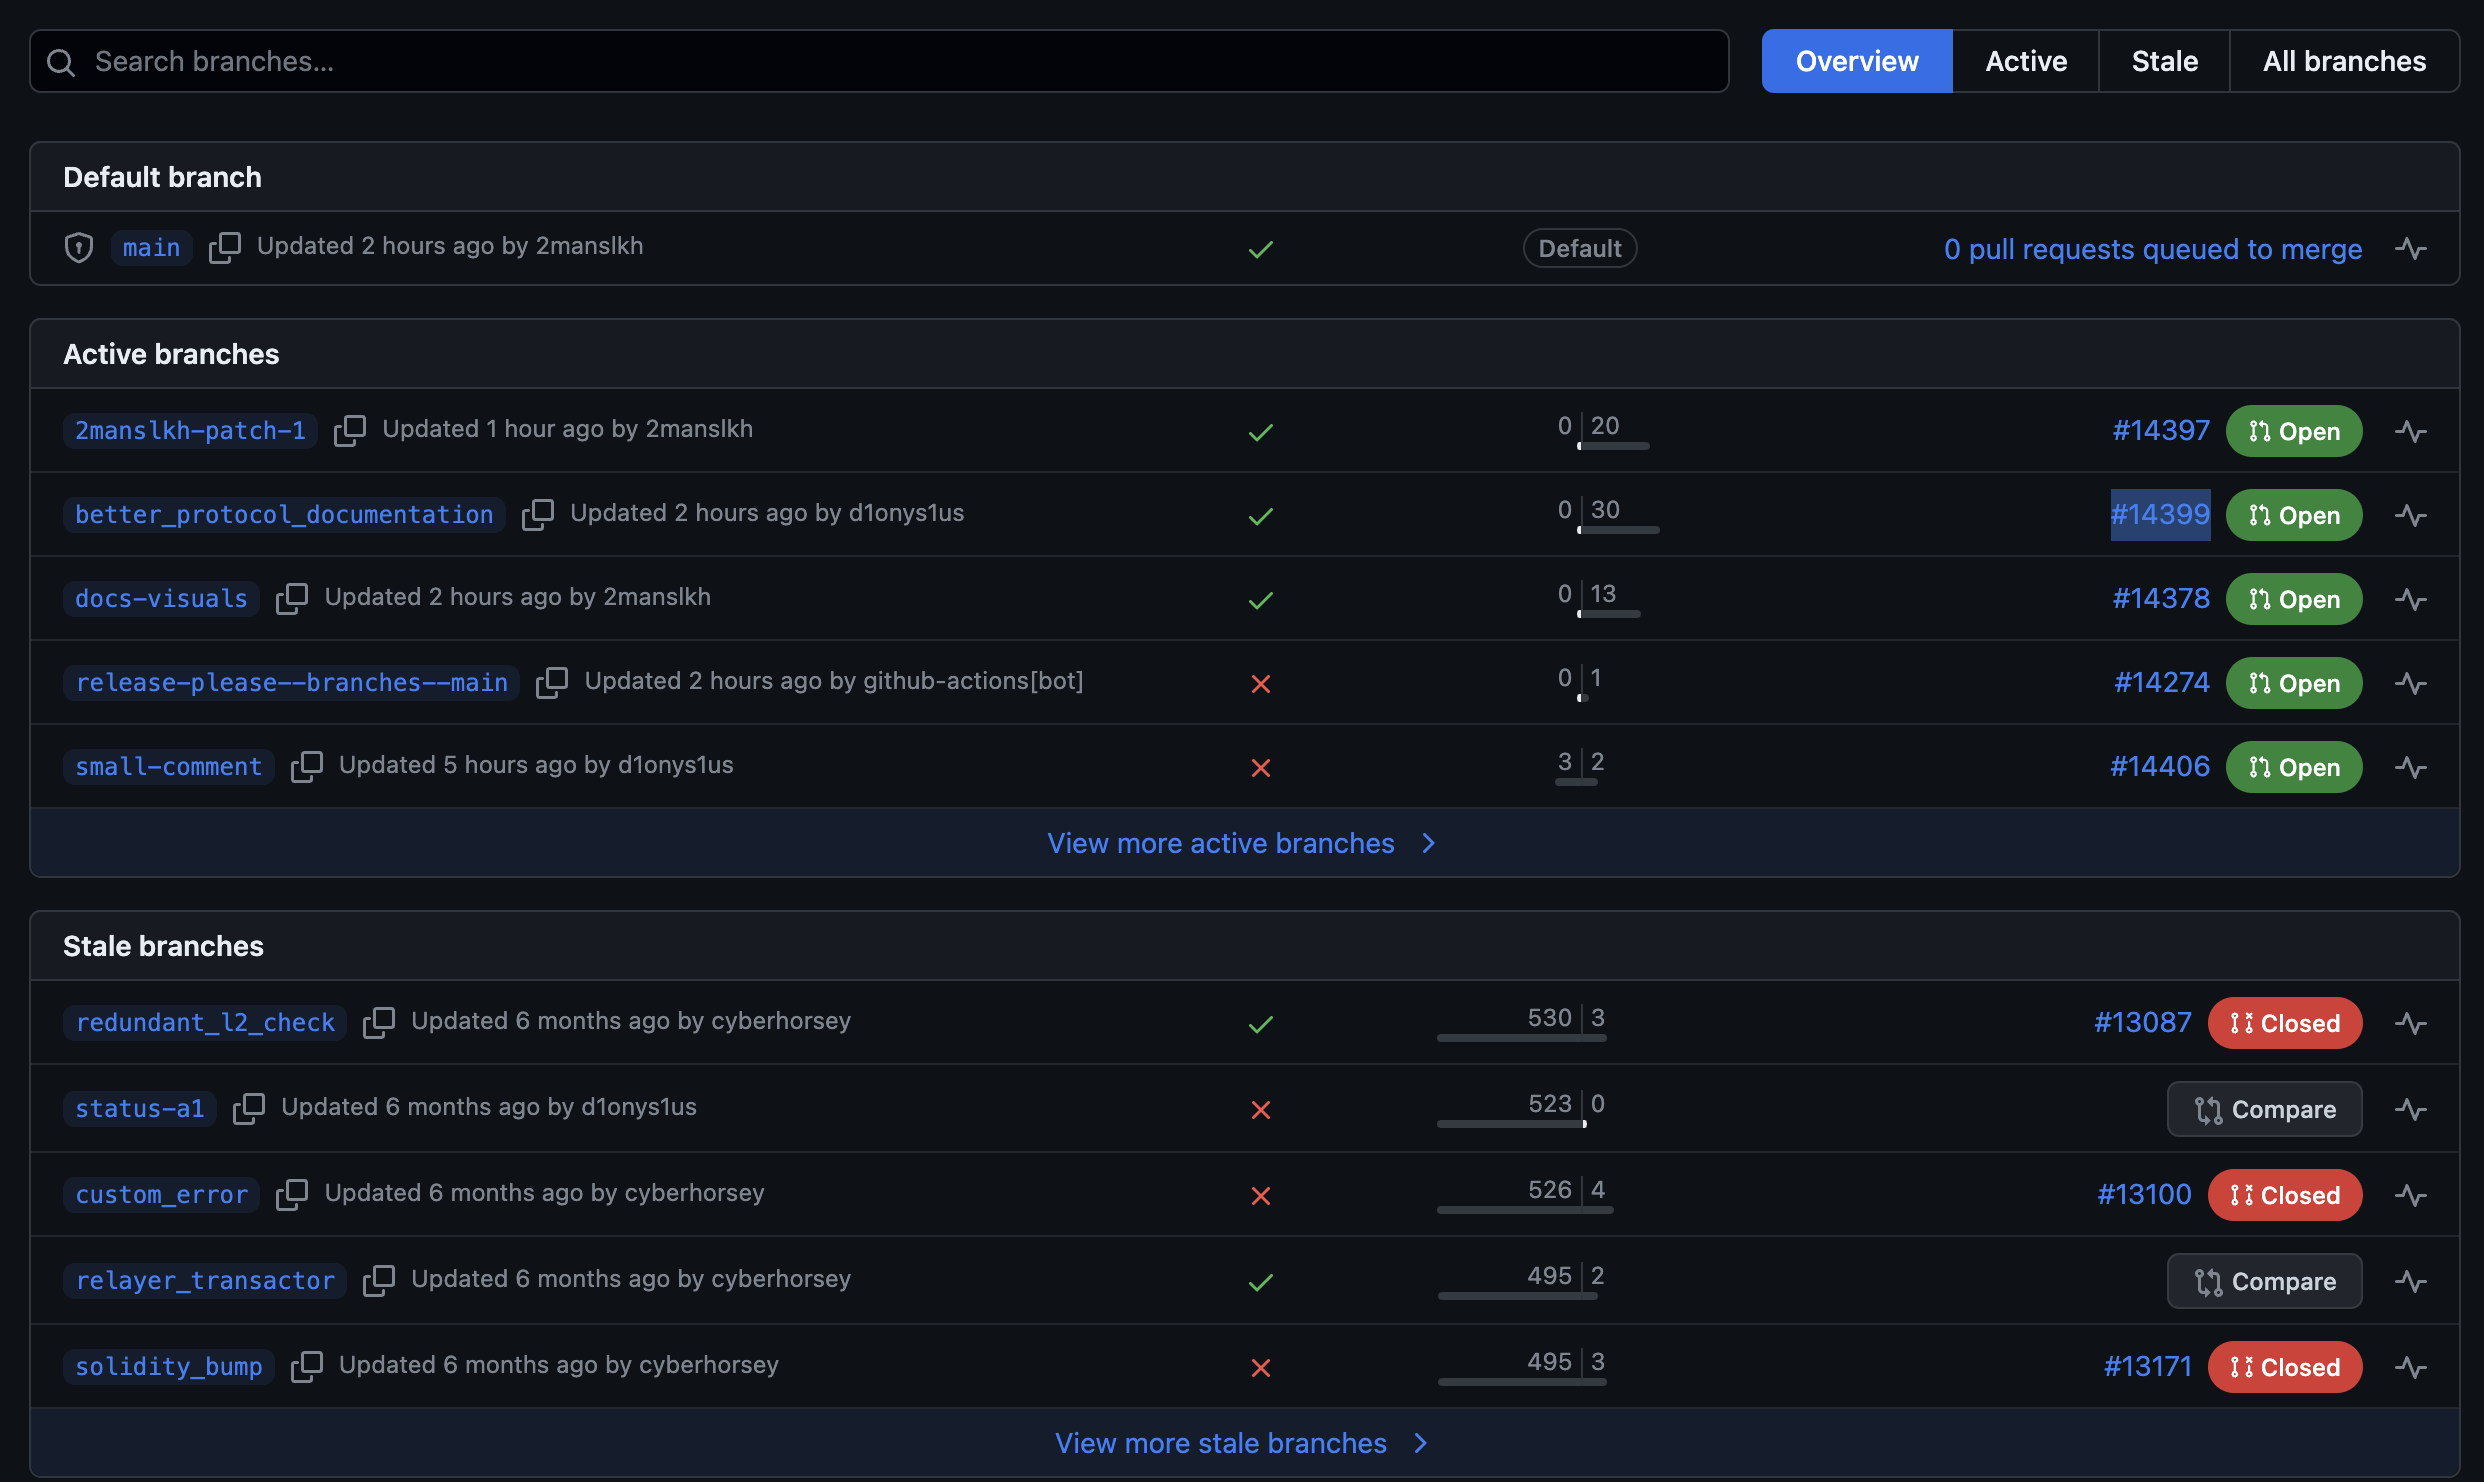 Search branches...
Overview Active Stale All branches
Default branch
main Updated 2 hours ago by 2manslkh Default 0 pull requests queued to merge
Active branches
2manslkh-patch-1 Updated 1 hour ago by 2manslkh 0 20 #14397 Open
better_protocol_documentation Updated 2 hours ago by d1onys1us 0 30 #14399 Open
docs-visuals Updated 2 hours ago by 2manslkh 0 13 #14378 Open
release-please--branches--main Updated 2 hours ago by github-actions[bot] 0 1 #14274 Open
small-comment Updated 5 hours ago by d1onys1us 3 2 #14406 Open
View more active branches
Stale branches
redundant_l2_check Updated 6 months ago by cyberhorsey 530 3 #13087 Closed
status-a1 Updated 6 months ago by d1onys1us 523 0 Compare
custom_error Updated 6 months ago by cyberhorsey 526 4 #13100 Closed
relayer_transactor Updated 6 months ago by cyberhorsey 495 2 Compare
solidity_bump Updated 6 months ago by cyberhorsey 495 3 #13171 Closed
View more stale branches